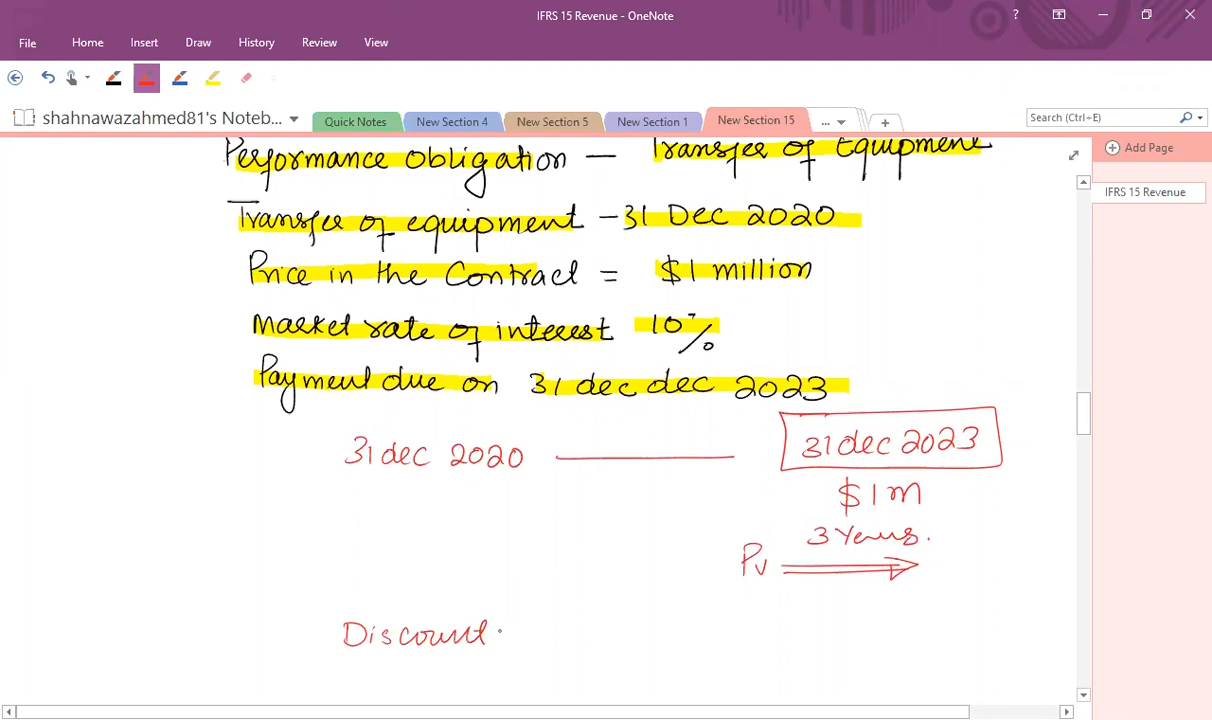 IFRS 15 Revenue - OneNote
?
File Home Insert Draw History Review View
shahnawazahmed81's Noteb... Quick Notes New Section 4 New Section 5 New Section 1 New Section 15 ... Search (Ctrl+E)
Add Page
IFRS 15 Revenue
Performance Obligation — Transfer of Equipment
Transfer of equipment - 31 Dec 2020
Price in the Contract = $1 million
Market rate of interest 10%
Payment due on 31 dec dec 2023
31 dec 2020 31 dec 2023
$1m
3 Years.
PV
Discount